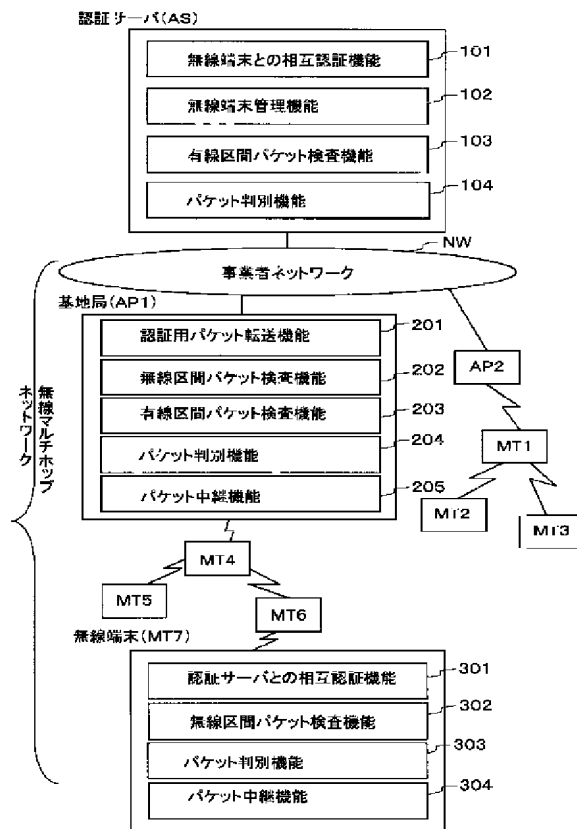 認証サーバ(AS)
無線端末との相互認証機能
101
無線端末管理機能
102
有線区間パケット検査機能
103
パケット判別機能
104
NW
事業者ネットワーク
基地局(AP1)
認証用パケット転送機能
201
無線区間パケット検査機能
202
有線区間パケット検査機能
203
パケット判別機能
204
パケット中継機能
205
無線マルチホップ
ネットワーク
AP2
MT1
MT2
MT3
MT4
MT5
MT6
無線端末(MT7)
認証サーバとの相互認証機能
301
無線区間パケット検査機能
302
パケット判別機能
303
パケット中継機能
304